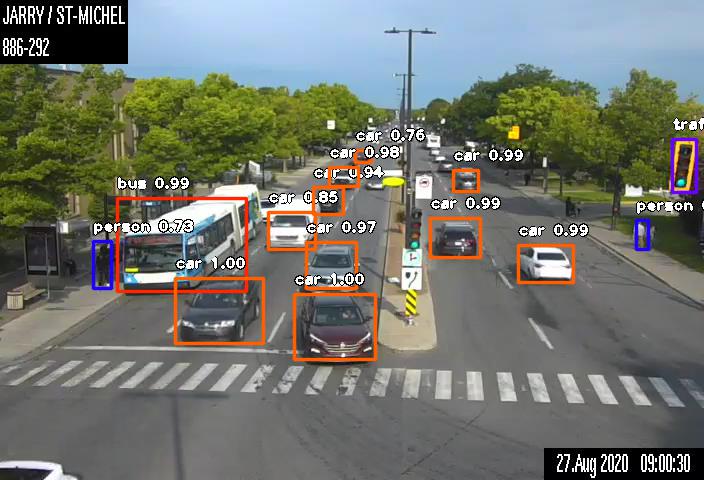 JARRY / ST-MICHEL
886-292
car 0.76
car 0.98
car 0.94
car 0.99
bus 0.99
car 0.85
car 0.99
person 0.73
car 0.97
car 0.99
car 1.00
car 1.00
traf
person
27.Aug 2020 09:00:30